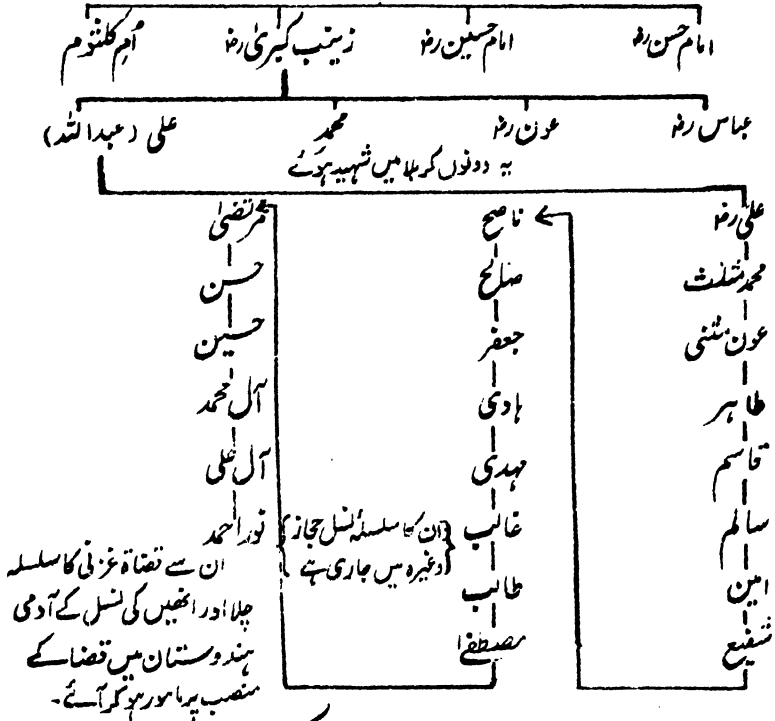 امام حسن رضہ امام حسین رضہ زینب کبریٰ رضہ اُم کلثوم
عباس رضہ عون رضہ محمد علی (عبداللہ)
یہ دونوں کربلا میں شہید ہوئے
علی رضہ
محمد مثلث
عون مثنیٰ
طاہر
قاسم
سالم
امین
شفیع
ناصح
صالح
جعفر
ہادی
مہدی
غالب
طالب
مصطفےٰ
ان کا سلسلۂ نسل حجاز
وغیرہ میں جاری ہے
مرتضیٰ
حسن
حسین
آل محمد
آل علی
نور احمد
ان سے قضاۃ غزنی کا سلسلہ
چلا اور انھیں کی نسل کے آدمی
ہندوستان میں قضا کے
منصب پر مامور ہو کر آئے۔